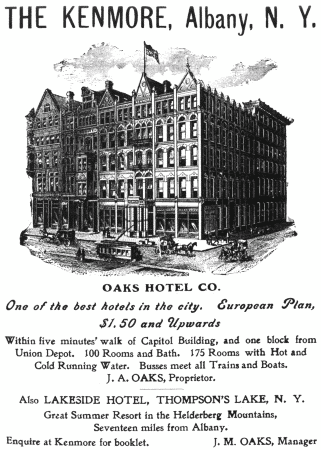 THE KENMORE, Albany, N. Y.
OAKS HOTEL CO.
One of the best hotels in the city. European Plan,
$1.50 and Upwards
Within five minutes' walk of Capitol Building, and one block from
Union Depot. 100 Rooms and Bath. 175 Rooms with Hot and
Cold Running Water. Busses meet all Trains and Boats.
J. A. OAKS, Proprietor.
Also LAKESIDE HOTEL, THOMPSON'S LAKE, N. Y.
Great Summer Resort in the Helderberg Mountains,
Seventeen miles from Albany.
Enquire at Kenmore for booklet. J. M. OAKS, Manager